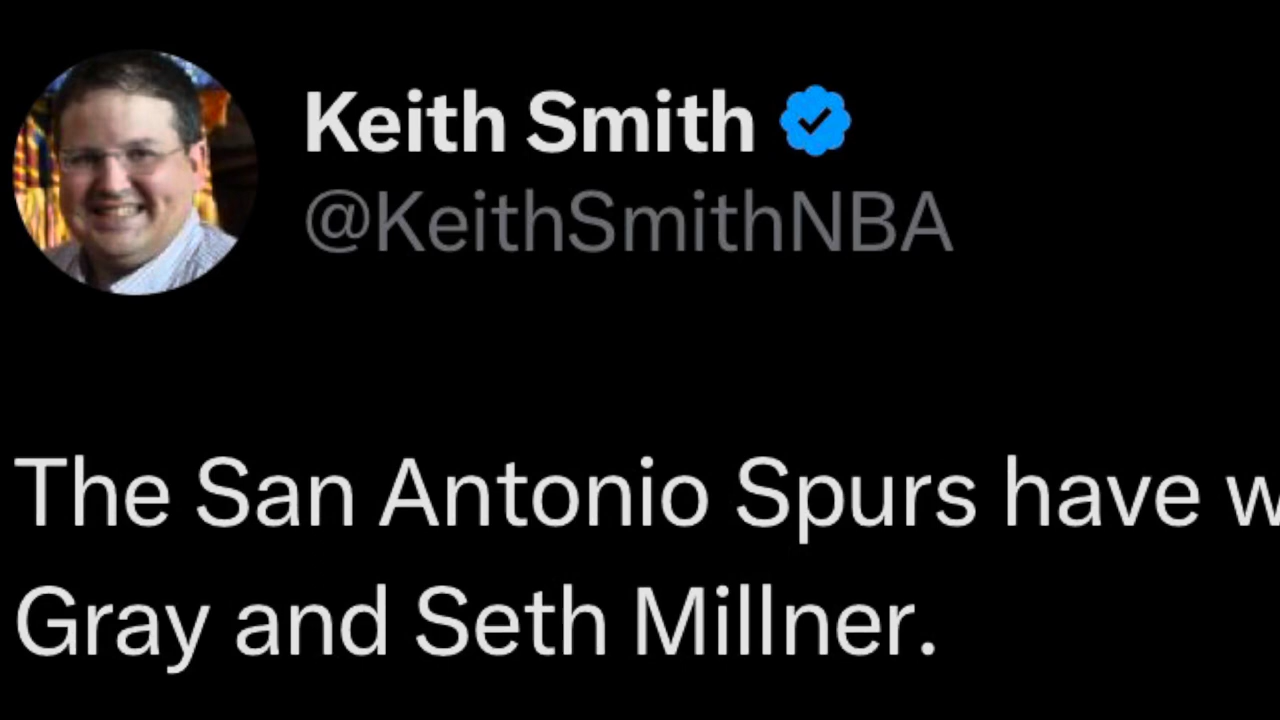 Keith Smith
@KeithSmithNBA
The San Antonio Spurs have w
Gray and Seth Millner.